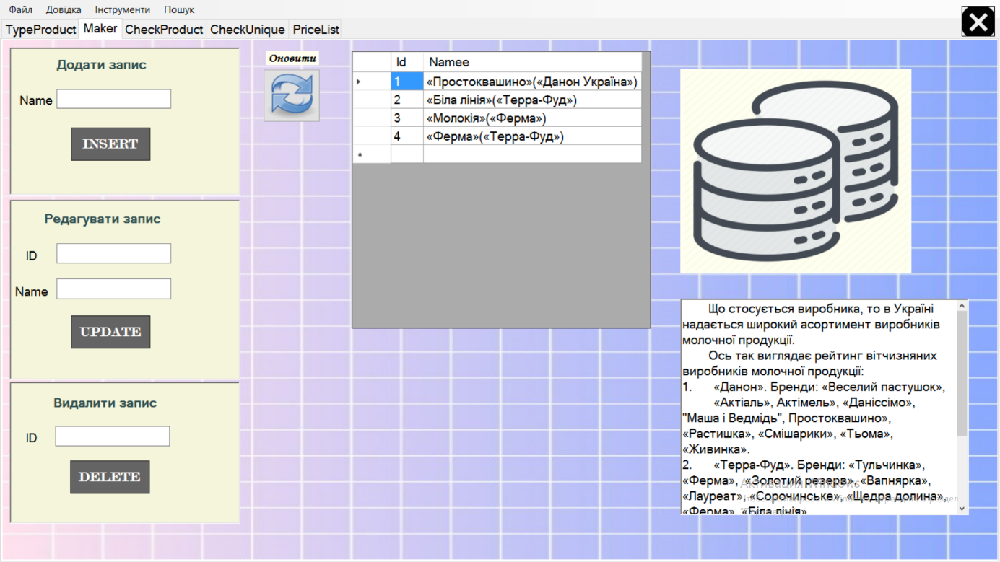 Файл Довідка Інструменти Пошук
TypeProduct Maker CheckProduct CheckUnique PriceList
Додати запис
Name
INSERT
Редагувати запис
ID
Name
UPDATE
Видалити запис
ID
DELETE
Оновити
Id Namee
1 «Простоквашино»(«Данон Україна»)
2 «Біла лінія»(«Терра-Фуд»)
3 «Молокія»(«Ферма»)
4 «Ферма»(«Терра-Фуд»)
*
Що стосується виробника, то в Україні
надається широкий асортимент виробників
молочної продукції.
Ось так виглядає рейтинг вітчизняних
виробників молочної продукції:
1. «Данон». Бренди: «Веселий пастушок»,
«Актіаль», Актімель», «Даніссімо»,
"Маша і Ведмідь", Простоквашино»,
«Растишка», «Смішарики», «Тьома»,
«Живинка».
2. «Терра-Фуд». Бренди: «Тульчинка»,
«Ферма», «Золотий резерв», «Вапнярка»,
«Лауреат», «Сорочинське», «Щедра долина»,
«Ферма», «Біла лінія»
Активация Windows